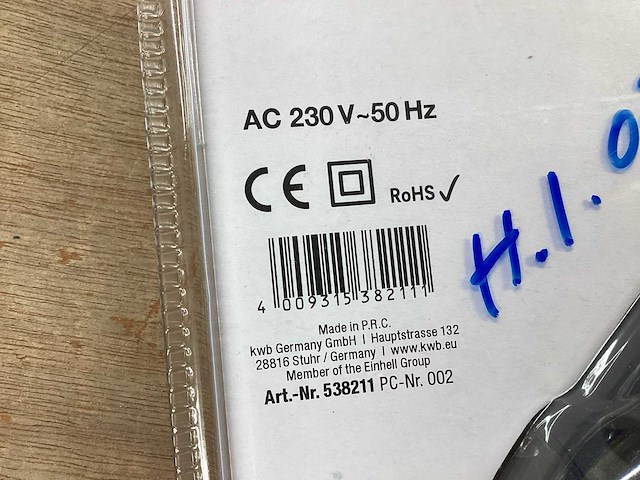 AC 230 V~50 Hz
CE RoHS ✓
4 009315 382111
Made in P.R.C.
kwb Germany GmbH | Hauptstrasse 132
28816 Stuhr / Germany | www.kwb.eu
Member of the Einhell Group
Art.-Nr. 538211 PC-Nr. 002
H.1.0